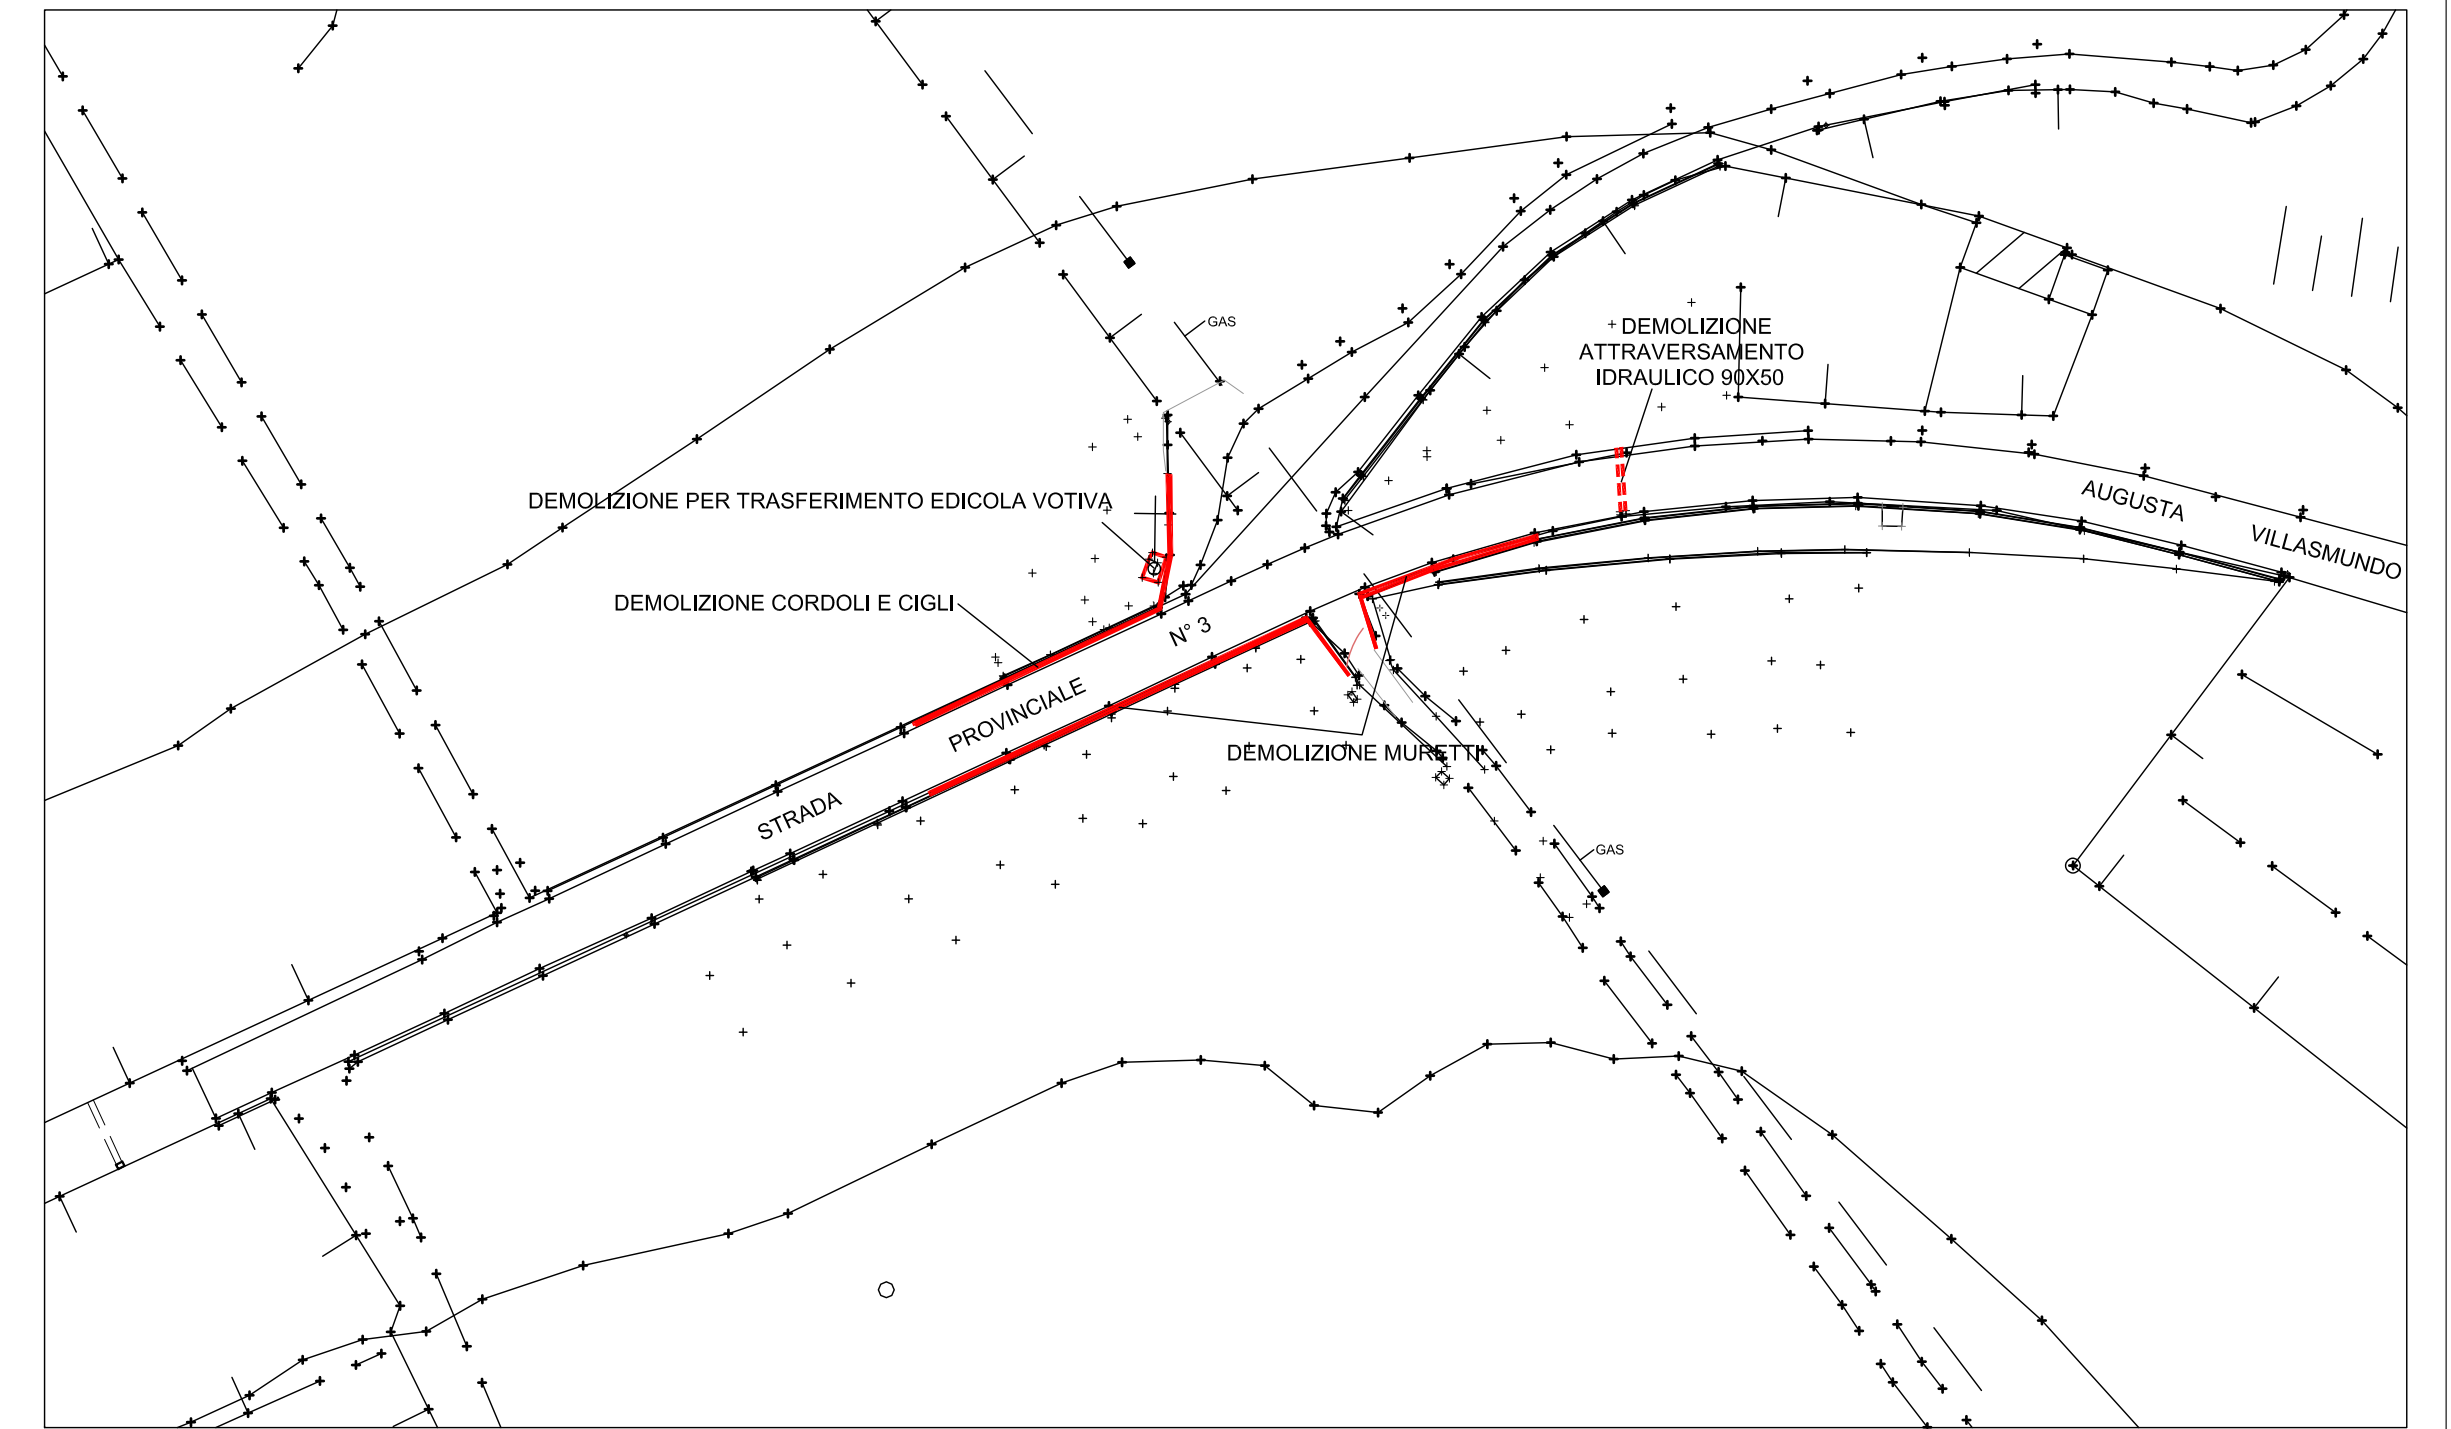 GAS
DEMOLIZIONE
ATTRAVERSAMENTO
IDRAULICO 90X50
DEMOLIZIONE PER TRASFERIMENTO EDICOLA VOTIVA
AUGUSTA
VILLASMUNDO
DEMOLIZIONE CORDOLI E CIGLI
N° 3
PROVINCIALE
DEMOLIZIONE MURETTI
STRADA
GAS